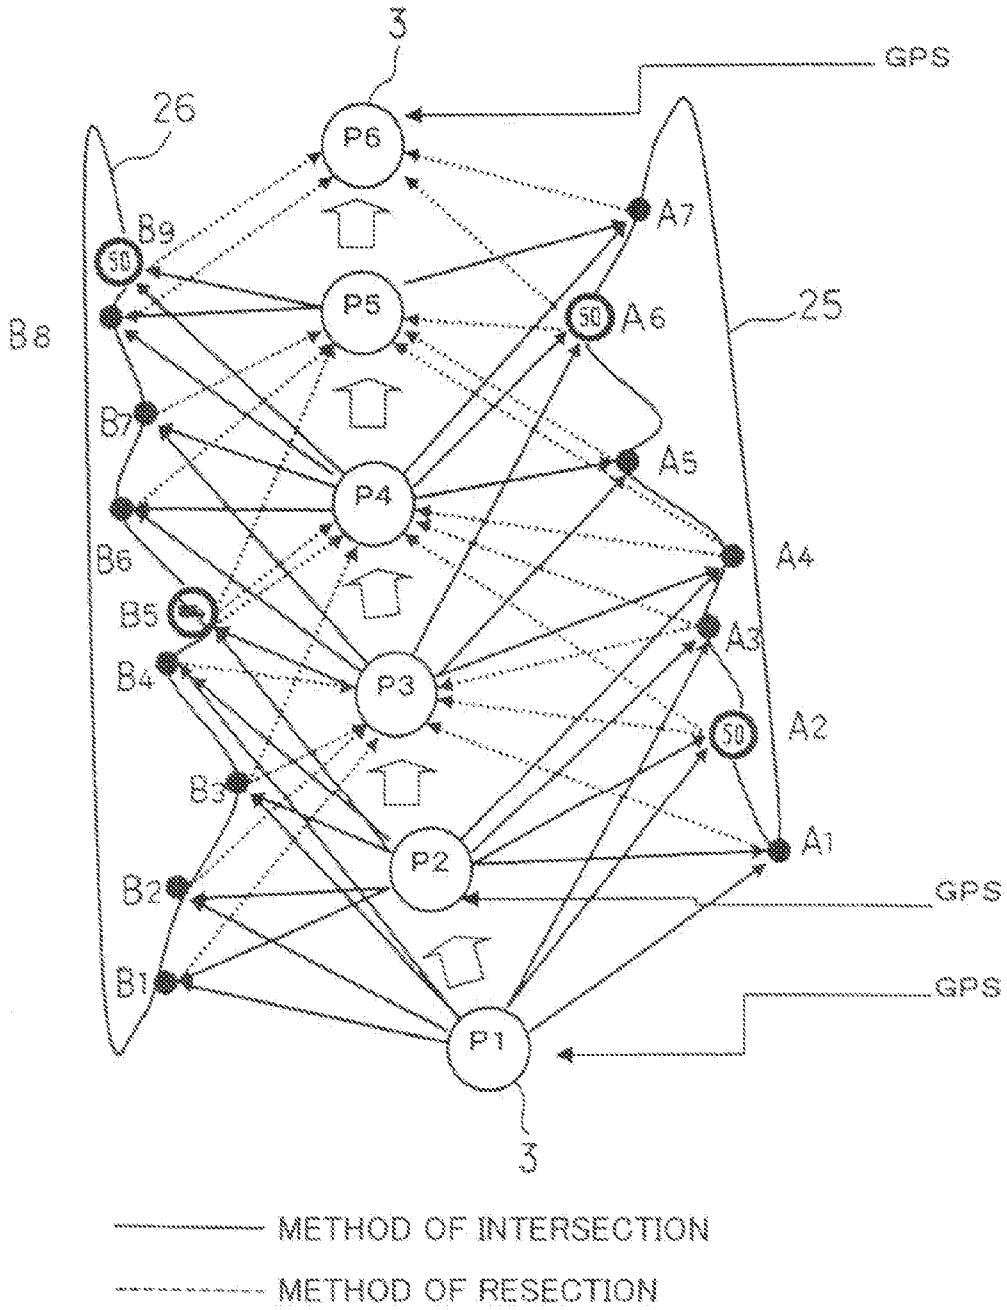 3
GPS
26
P6
B9
50
A7
P5
50
A6
25
B8
B7
A5
P4
A4
B6
B5
A3
B4
P3
50
A2
B3
A1
P2
B2
GPS
B1
GPS
P1
3
METHOD OF INTERSECTION
METHOD OF RESECTION